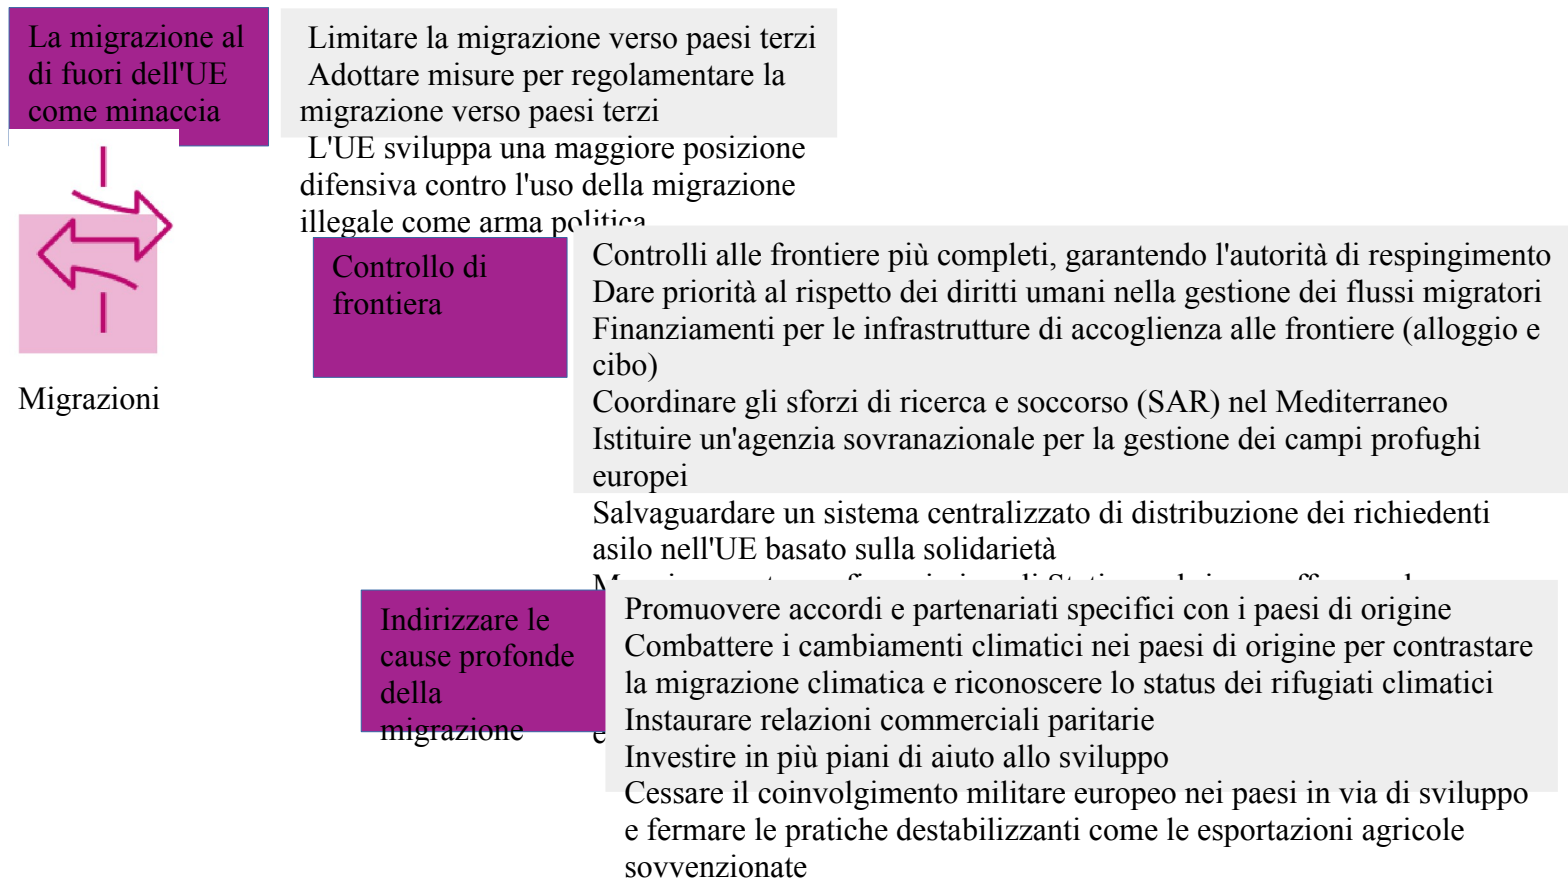 La migrazione al
di fuori dell'UE
come minaccia
Limitare la migrazione verso paesi terzi
Adottare misure per regolamentare la
migrazione verso paesi terzi
L'UE sviluppa una maggiore posizione
difensiva contro l'uso della migrazione
illegale come arma politica
Migrazioni
Controllo di
frontiera
Controlli alle frontiere più completi, garantendo l'autorità di respingimento
Dare priorità al rispetto dei diritti umani nella gestione dei flussi migratori
Finanziamenti per le infrastrutture di accoglienza alle frontiere (alloggio e
cibo)
Coordinare gli sforzi di ricerca e soccorso (SAR) nel Mediterraneo
Istituire un'agenzia sovranazionale per la gestione dei campi profughi
europei
Salvaguardare un sistema centralizzato di distribuzione dei richiedenti
asilo nell'UE basato sulla solidarietà
Indirizzare le
cause profonde
della
migrazione
Promuovere accordi e partenariati specifici con i paesi di origine
Combattere i cambiamenti climatici nei paesi di origine per contrastare
la migrazione climatica e riconoscere lo status dei rifugiati climatici
Instaurare relazioni commerciali paritarie
Investire in più piani di aiuto allo sviluppo
Cessare il coinvolgimento militare europeo nei paesi in via di sviluppo
e fermare le pratiche destabilizzanti come le esportazioni agricole
sovvenzionate